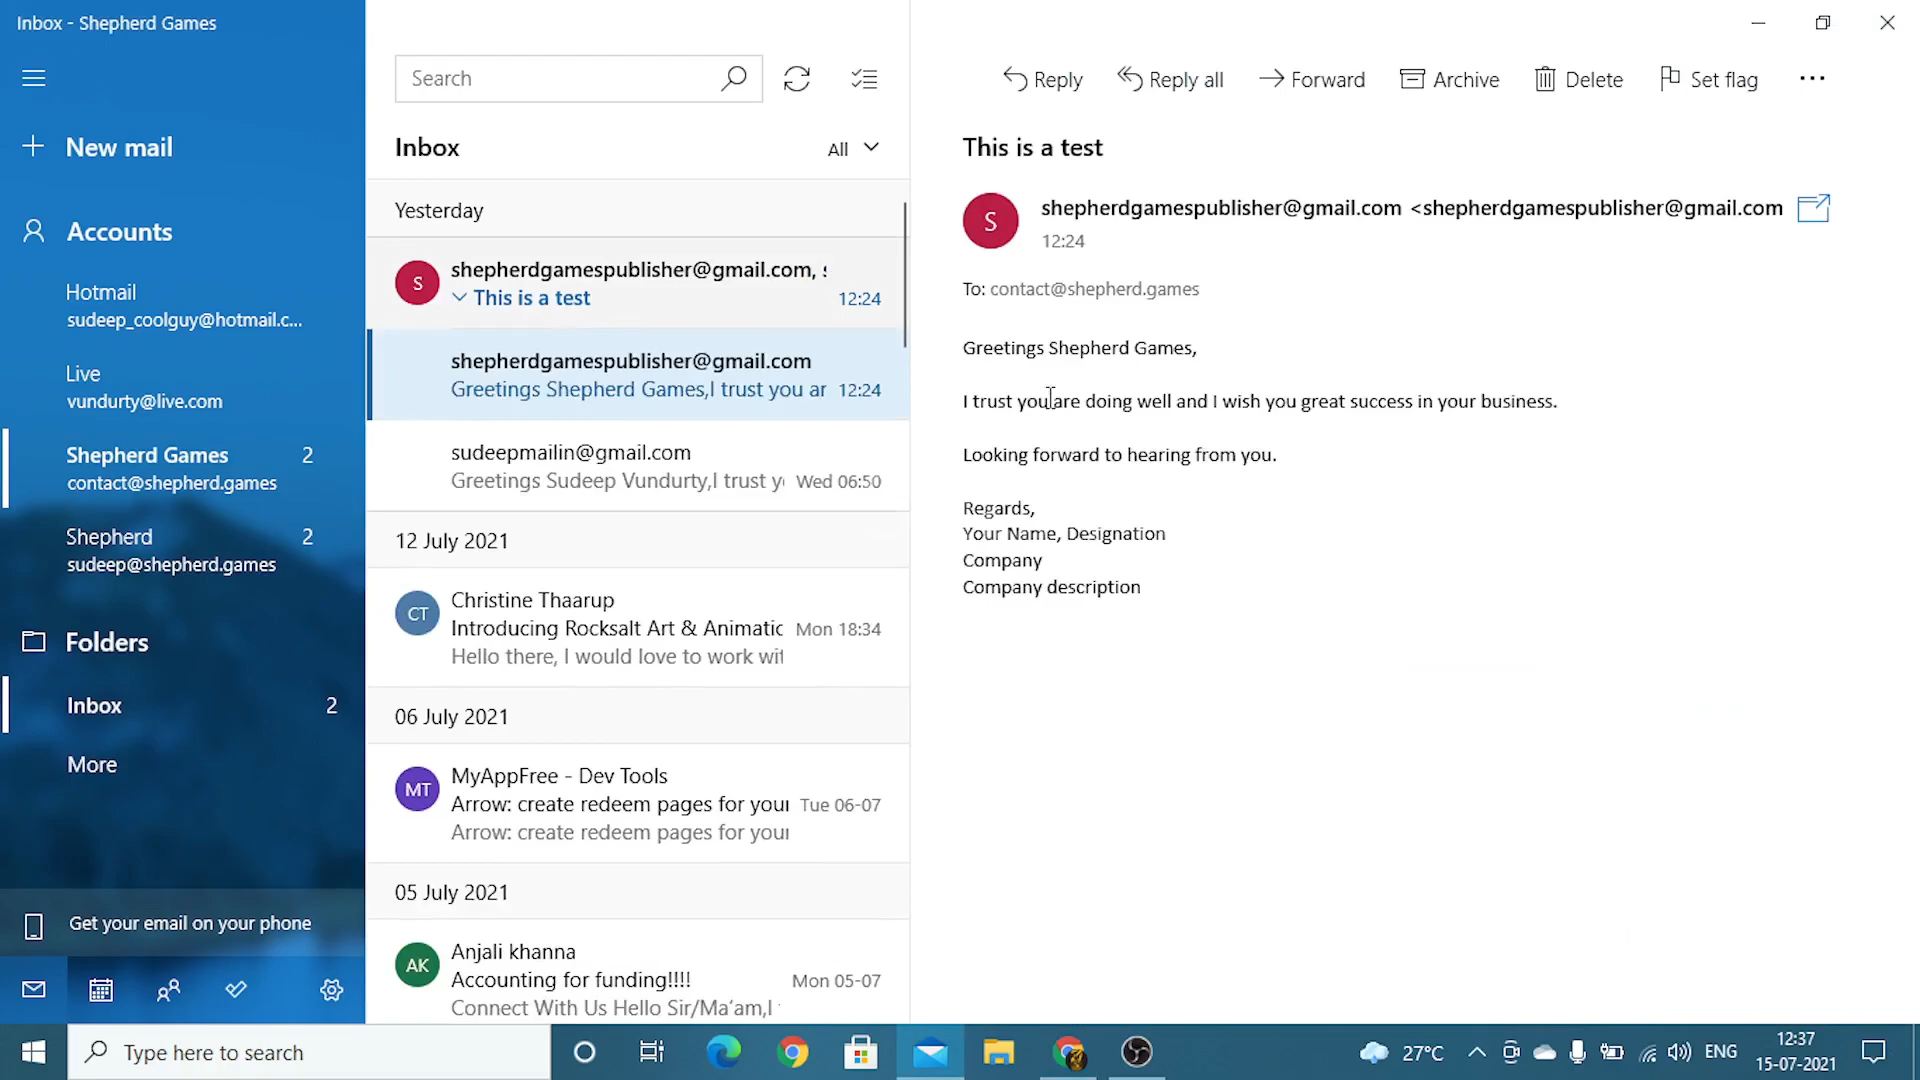 Inbox - Shepherd Games
New mail
Accounts
Hotmail
sudeep_coolguy@hotmail.c...
Live
vundurty@live.com
Shepherd Games 2
contact@shepherd.games
Shepherd 2
sudeep@shepherd.games
Folders
Inbox 2
More
Get your email on your phone
Search
Inbox
All
Yesterday
S
shepherdgamespublisher@gmail.com, s
This is a test 12:24
shepherdgamespublisher@gmail.com
Greetings Shepherd Games,I trust you ar 12:24
sudeepmailin@gmail.com
Greetings Sudeep Vundurty,I trust y Wed 06:50
12 July 2021
CT
Christine Thaarup
Introducing Rocksalt Art & Animatic Mon 18:34
Hello there, I would love to work wit
06 July 2021
MT
MyAppFree - Dev Tools
Arrow: create redeem pages for your Tue 06-07
Arrow: create redeem pages for your
05 July 2021
AK
Anjali khanna
Accounting for funding!!!! Mon 05-07
Connect With Us Hello Sir/Ma'am,I
Reply Reply all Forward Archive Delete Set flag
This is a test
S
shepherdgamespublisher@gmail.com <shepherdgamespublisher@gmail.com
12:24
To: contact@shepherd.games
Greetings Shepherd Games,
I trust you are doing well and I wish you great success in your business.
Looking forward to hearing from you.
Regards,
Your Name, Designation
Company
Company description
Type here to search
27°C
ENG
12:37
15-07-2021